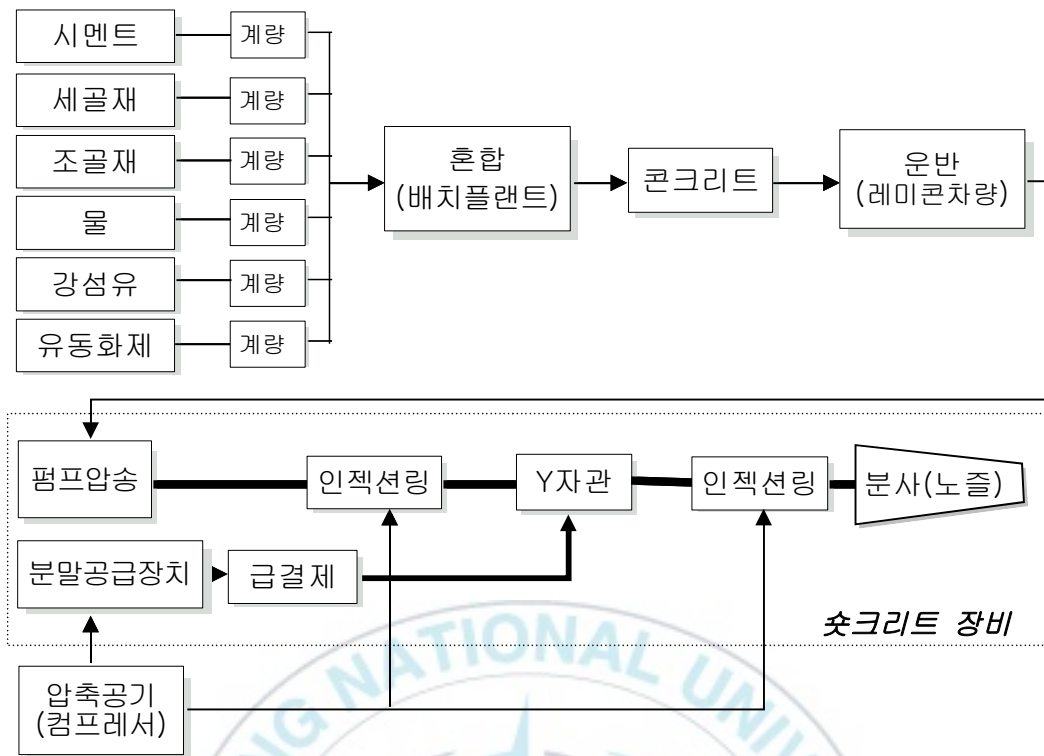 시멘트
계량
세골재
계량
조골재
계량
물
계량
강섬유
계량
유동화제
계량
혼합
(배치플랜트)
콘크리트
운반
(레미콘차량)
펌프압송
인젝션링
Y자관
인젝션링
분사(노즐)
분말공급장치
급결제
숏크리트 장비
압축공기
(컴프레서)
NG NATIONAL UNI